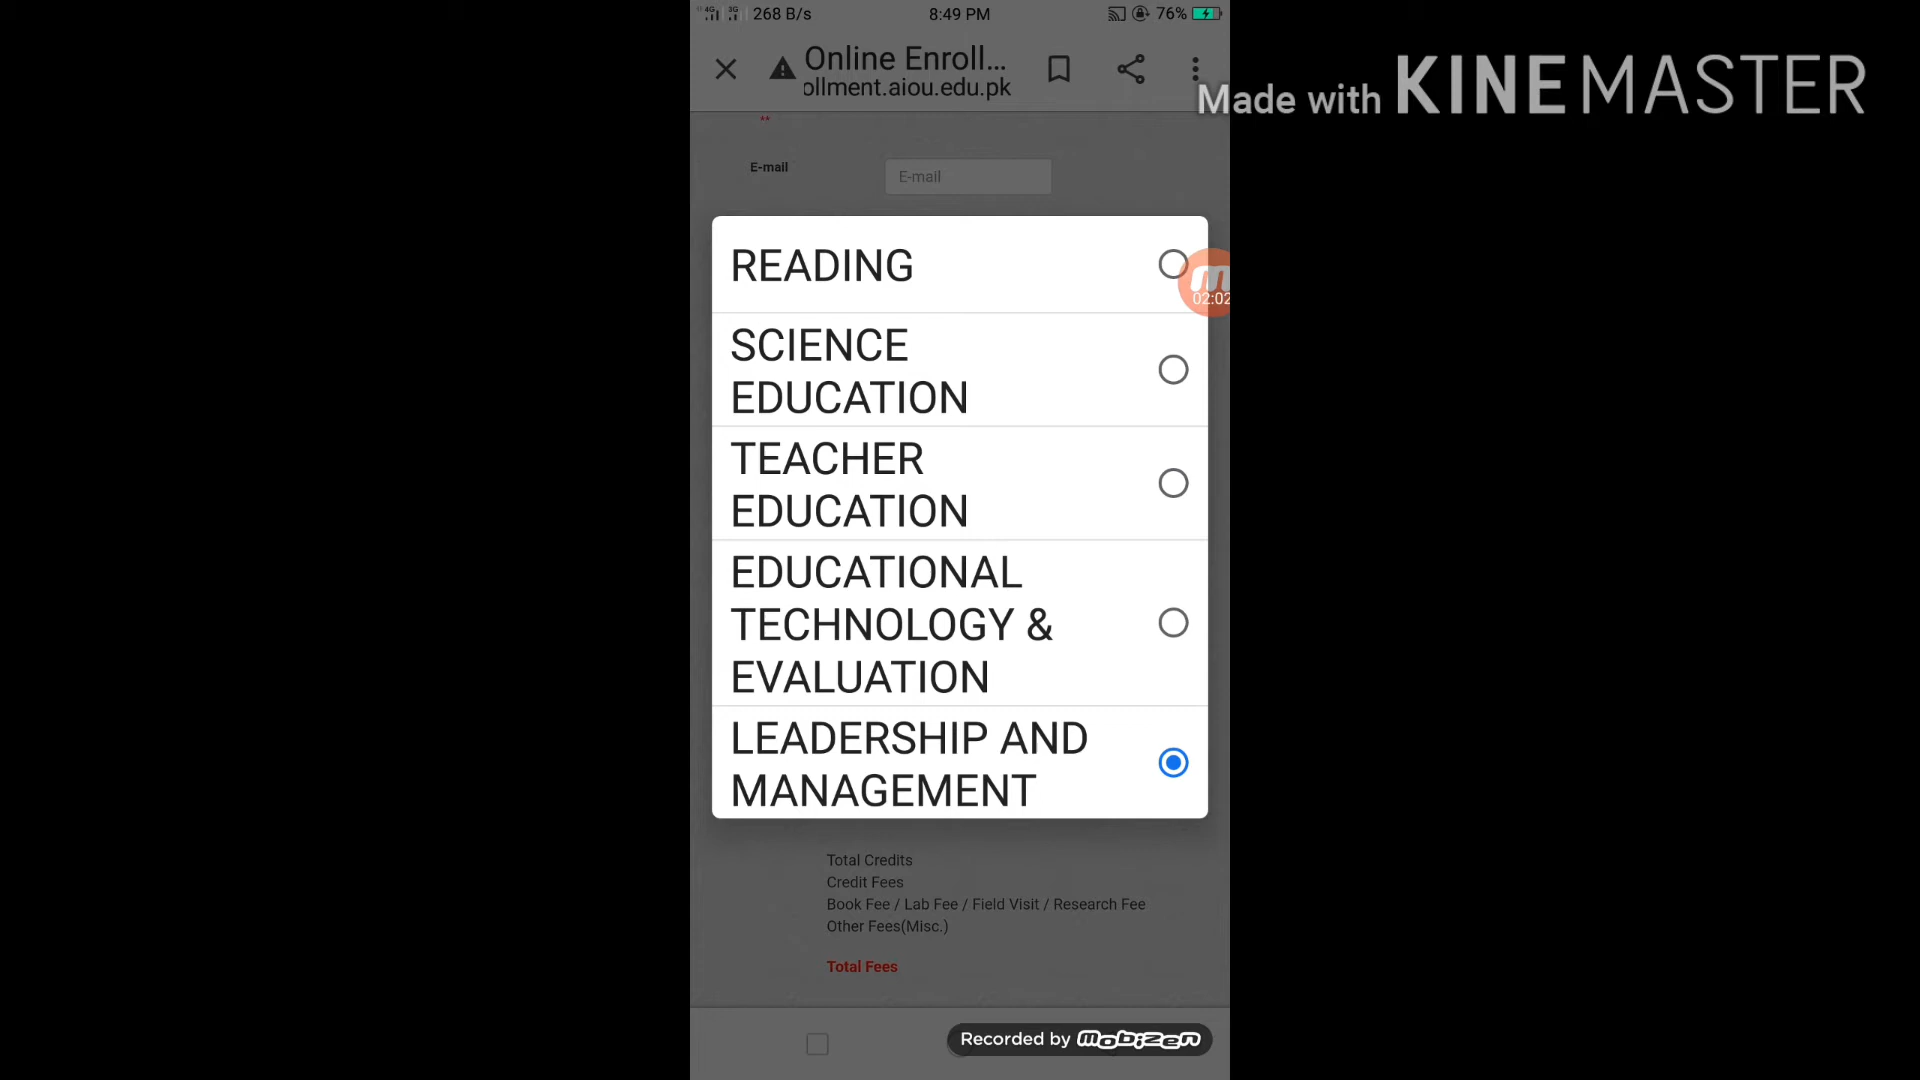 4G 3G 268 B/s 8:49 PM 76%
Online Enroll...
ollment.aiou.edu.pk
Made with KINEMASTER
**
E-mail
E-mail
READING
02:02
SCIENCE
EDUCATION
TEACHER
EDUCATION
EDUCATIONAL
TECHNOLOGY &
EVALUATION
LEADERSHIP AND
MANAGEMENT
Total Credits
Credit Fees
Book Fee / Lab Fee / Field Visit / Research Fee
Other Fees(Misc.)
Total Fees
Recorded by mobizen